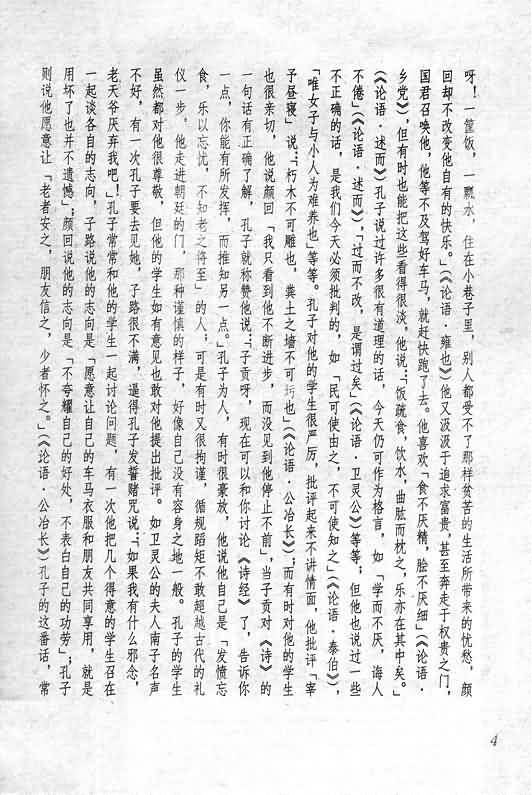 呀！一筐饭，一瓢水，住在小巷子里，别人都受不了那样贫苦的生活所带来的忧愁，颜
回却不改变他自有的快乐。”（《论语·雍也》）他又汲汲于追求富贵，甚至奔走于权贵之门，
国君召唤他，他等不及驾好车马，就赶快跑了去。他喜欢“食不厌精，脍不厌细”（《论语·
乡党》），但有时也能把这些看得很淡，他说：“饭疏食，饮水，曲肱而枕之，乐亦在其中矣。”
（《论语·述而》）孔子说过许多很有道理的话，今天仍可作为格言，如“学而不厌，诲人
不倦”（《论语·述而》），“过而不改，是谓过矣”（《论语·卫灵公》）等等；但他也说过一些
不正确的话，是我们今天必须批判的，如“民可使由之，不可使知之”（《论语·泰伯》），
“唯女子与小人为难养也”等等。孔子对他的学生很严厉，批评起来不讲情面，他批评“宰
予昼寝”说：“朽木不可雕也，粪土之墙不可圬也”（《论语·公冶长》）；而有时对他的学生
也很亲切，他说颜回“我只看到他不断进步，而没见到他停止不前”，当子贡对《诗》的
一句话有正确了解，孔子就称赞他说：“子贡呀，现在可以和你讨论《诗经》了，告诉你
一点，你能有所发挥，而推知另一点。”孔子为人，有时很豪放，他说他自己是“发愤忘
食，乐以忘忧，不知老之将至”的人；可是有时又很拘谨，循规蹈矩不敢超越古代的礼
仪一步，他走进朝廷的门，那种谨慎的样子，好像自己没有容身之地一般。孔子的学生
虽然都对他很尊敬，但他的学生如有意见也敢对他提出批评。如卫灵公的夫人南子名声
不好，有一次孔子要去见她，子路很不满，逼得孔子发誓赌咒说：“如果我有什么邪念，
老天爷厌弃我吧！”孔子常常和他的学生一起讨论问题，有一次他把几个得意的学生召在
一起谈各自的志向，子路说他的志向是“愿意让自己的车马衣服和朋友共同享用，就是
用坏了也并不遗憾”；颜回说他的志向是“不夸耀自己的好处，不表白自己的功劳”；孔子
则说他愿意让“老者安之，朋友信之，少者怀之。”（《论语·公冶长》）孔子的这番话，常
4